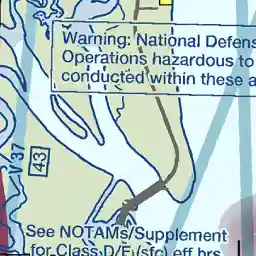 Warning: National Defens
Operations hazardous to
conducted within these a
V 37
43
See NOTAMs/Supplement
for Class D/E (sfc) eff hrs